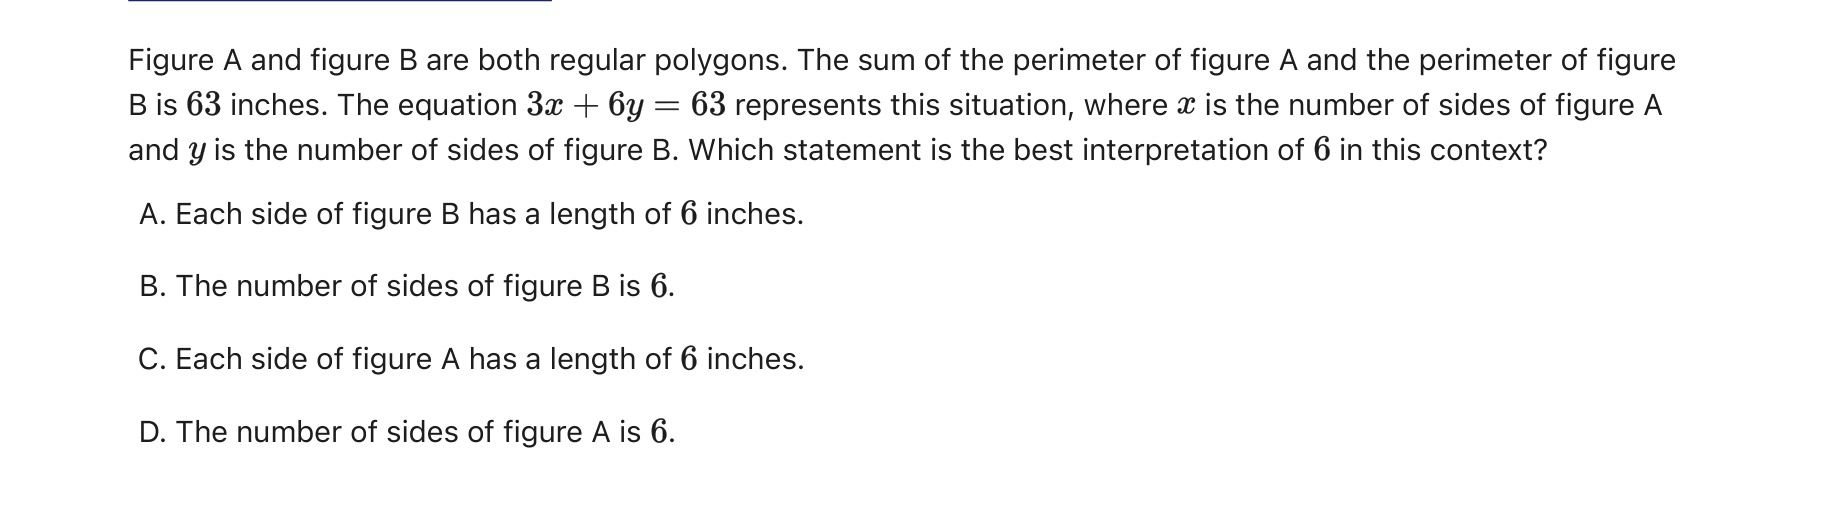 Figure A and figure B are both regular polygons. The sum of the perimeter of figure A and the perimeter of figure
B is 63 inches. The equation 3x + 6y = 63 represents this situation, where x is the number of sides of figure A
and y is the number of sides of figure B. Which statement is the best interpretation of 6 in this context?
A. Each side of figure B has a length of 6 inches.
B. The number of sides of figure B is 6.
C. Each side of figure A has a length of 6 inches.
D. The number of sides of figure A is 6.